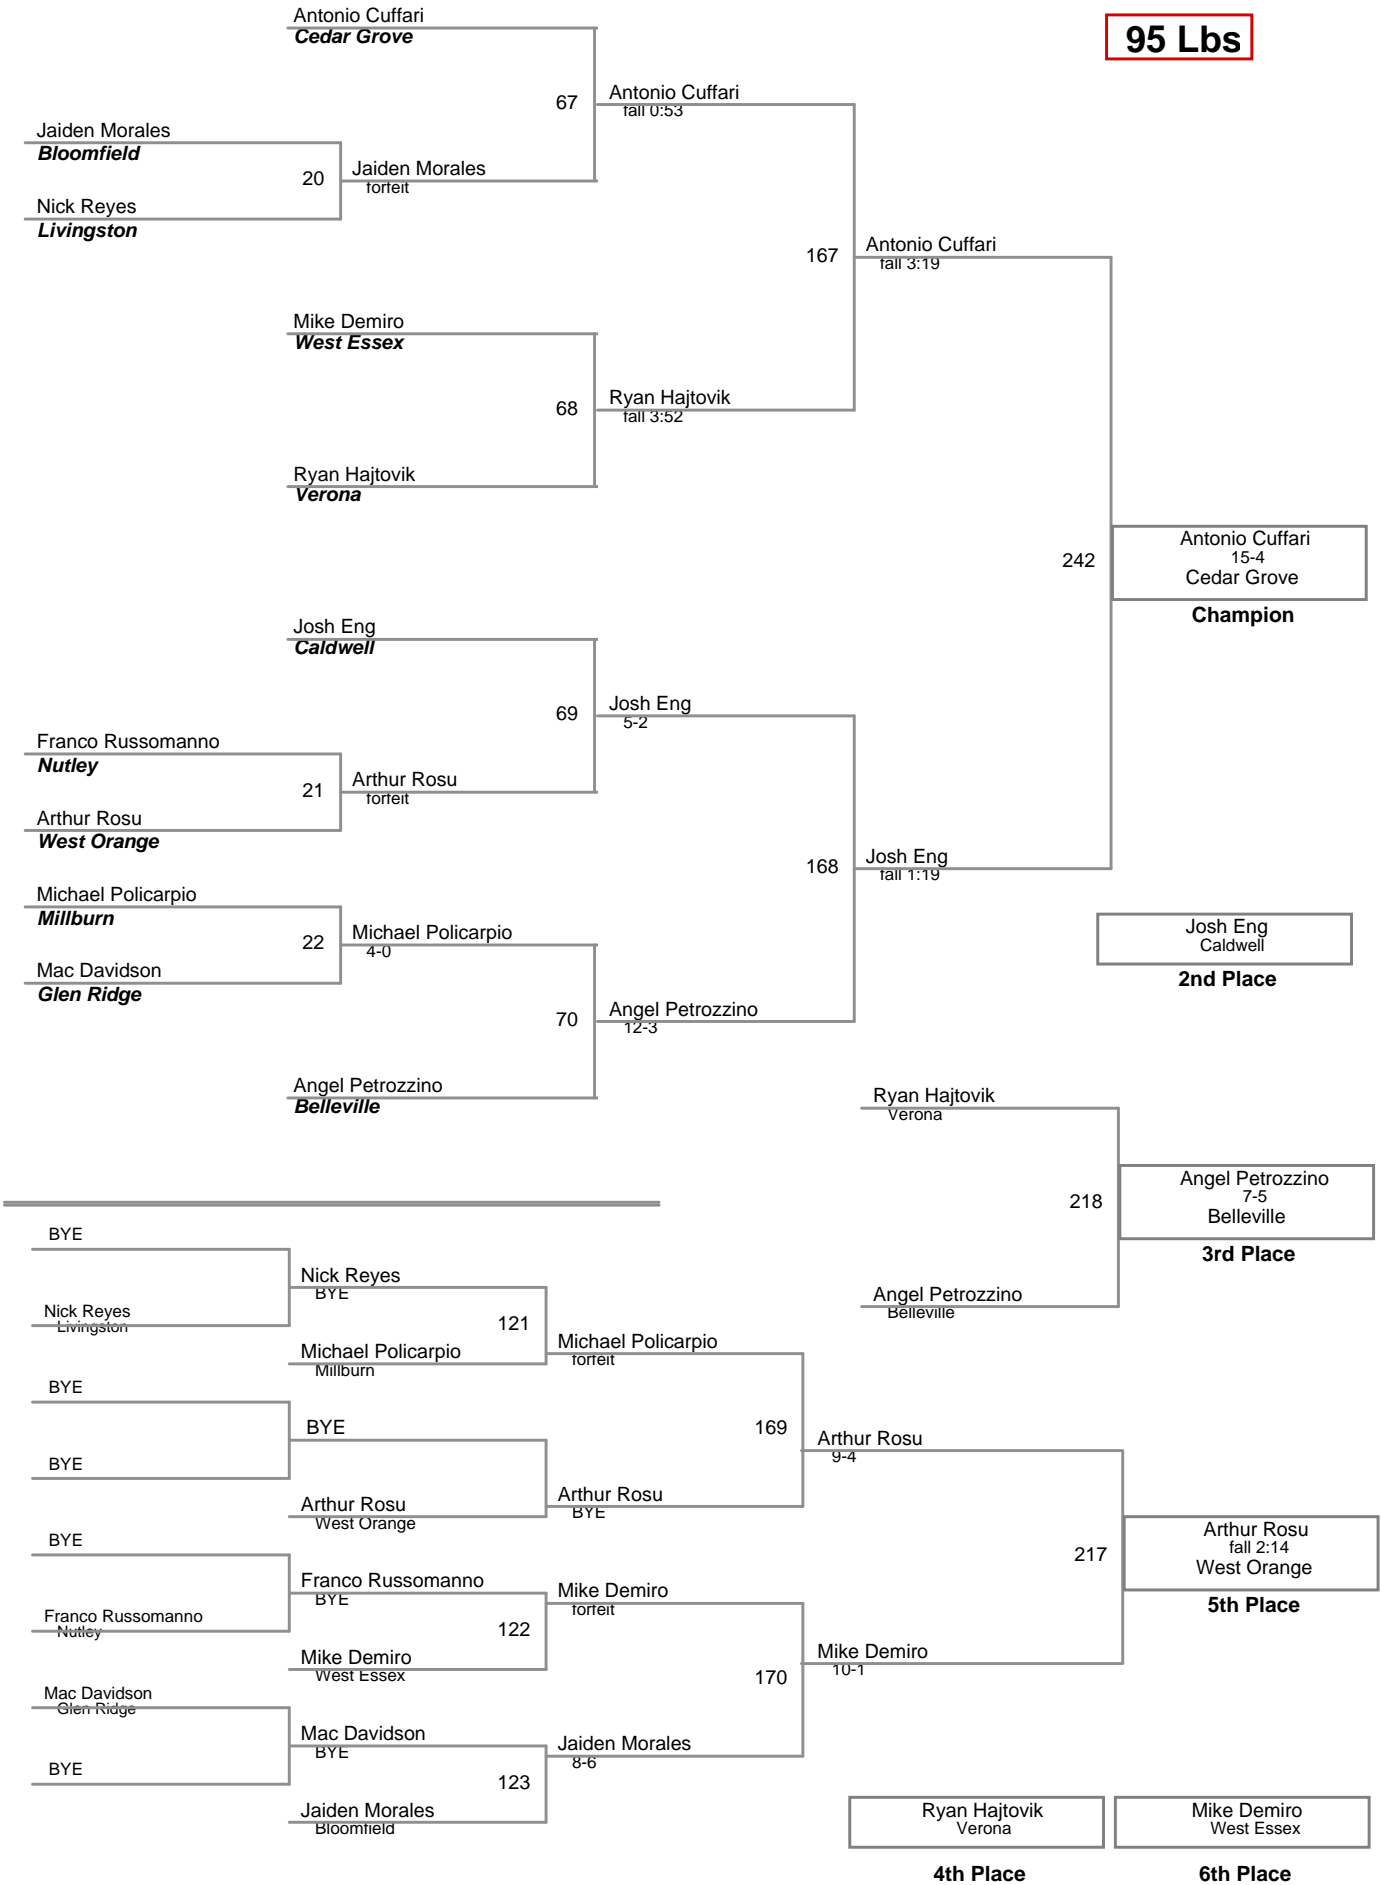 95 Lbs
Antonio Cuffari
Cedar Grove
67
Antonio Cuffari
fall 0:53
Jaiden Morales
Bloomfield
20
Jaiden Morales
forfeit
Nick Reyes
Livingston
167
Antonio Cuffari
fall 3:19
Mike Demiro
West Essex
68
Ryan Hajtovik
fall 3:52
Ryan Hajtovik
Verona
242
Antonio Cuffari
15-4
Cedar Grove
Champion
Josh Eng
Caldwell
69
Josh Eng
5-2
Franco Russomanno
Nutley
21
Arthur Rosu
forfeit
Arthur Rosu
West Orange
168
Josh Eng
fall 1:19
Michael Policarpio
Millburn
22
Michael Policarpio
4-0
Mac Davidson
Glen Ridge
70
Angel Petrozzino
12-3
Angel Petrozzino
Belleville
Josh Eng
Caldwell
2nd Place
Ryan Hajtovik
Verona
218
Angel Petrozzino
7-5
Belleville
3rd Place
Angel Petrozzino
Belleville
BYE
Nick Reyes
BYE
Nick Reyes
Livingston
121
Michael Policarpio
Millburn
Michael Policarpio
forfeit
BYE
BYE
BYE
169
Arthur Rosu
9-4
Arthur Rosu
West Orange
Arthur Rosu
BYE
BYE
Franco Russomanno
BYE
Franco Russomanno
Nutley
122
Mike Demiro
forfeit
Mike Demiro
West Essex
217
Arthur Rosu
fall 2:14
West Orange
5th Place
170
Mike Demiro
10-1
Mac Davidson
Glen Ridge
Mac Davidson
BYE
BYE
123
Jaiden Morales
8-6
Jaiden Morales
Bloomfield
Ryan Hajtovik
Verona
4th Place
Mike Demiro
West Essex
6th Place